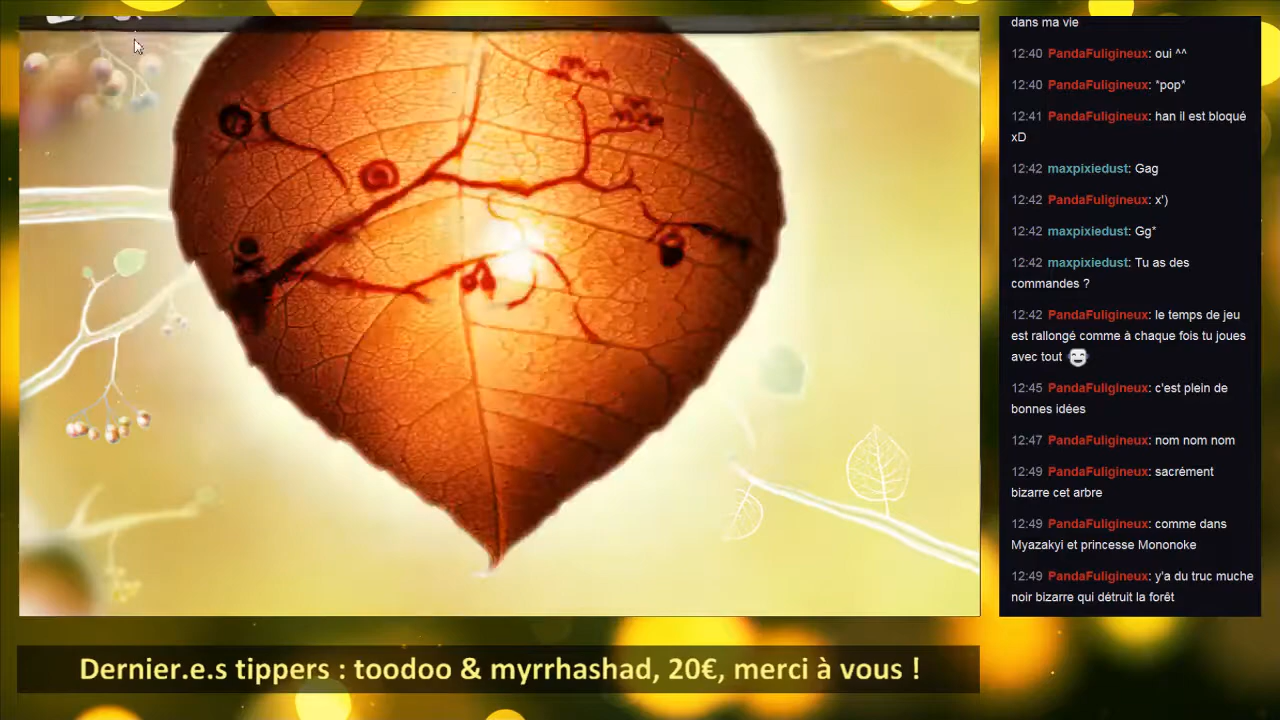 dans ma vie
12:40 PandaFuligineux: oui ^^
12:40 PandaFuligineux: *pop*
12:41 PandaFuligineux: han il est bloqué
xD
12:42 maxpixiedust: Gag
12:42 PandaFuligineux: x')
12:42 maxpixiedust: Gg*
12:42 maxpixiedust: Tu as des
commandes ?
12:42 PandaFuligineux: le temps de jeu
est rallongé comme à chaque fois tu joues
avec tout
12:45 PandaFuligineux: c'est plein de
bonnes idées
12:47 PandaFuligineux: nom nom nom
12:49 PandaFuligineux: sacrément
bizarre cet arbre
12:49 PandaFuligineux: comme dans
Myazakyi et princesse Mononoke
12:49 PandaFuligineux: y'a du truc muche
noir bizarre qui détruit la forêt
Dernier.e.s tippers : toodoo & myrrhashad, 20€, merci à vous !